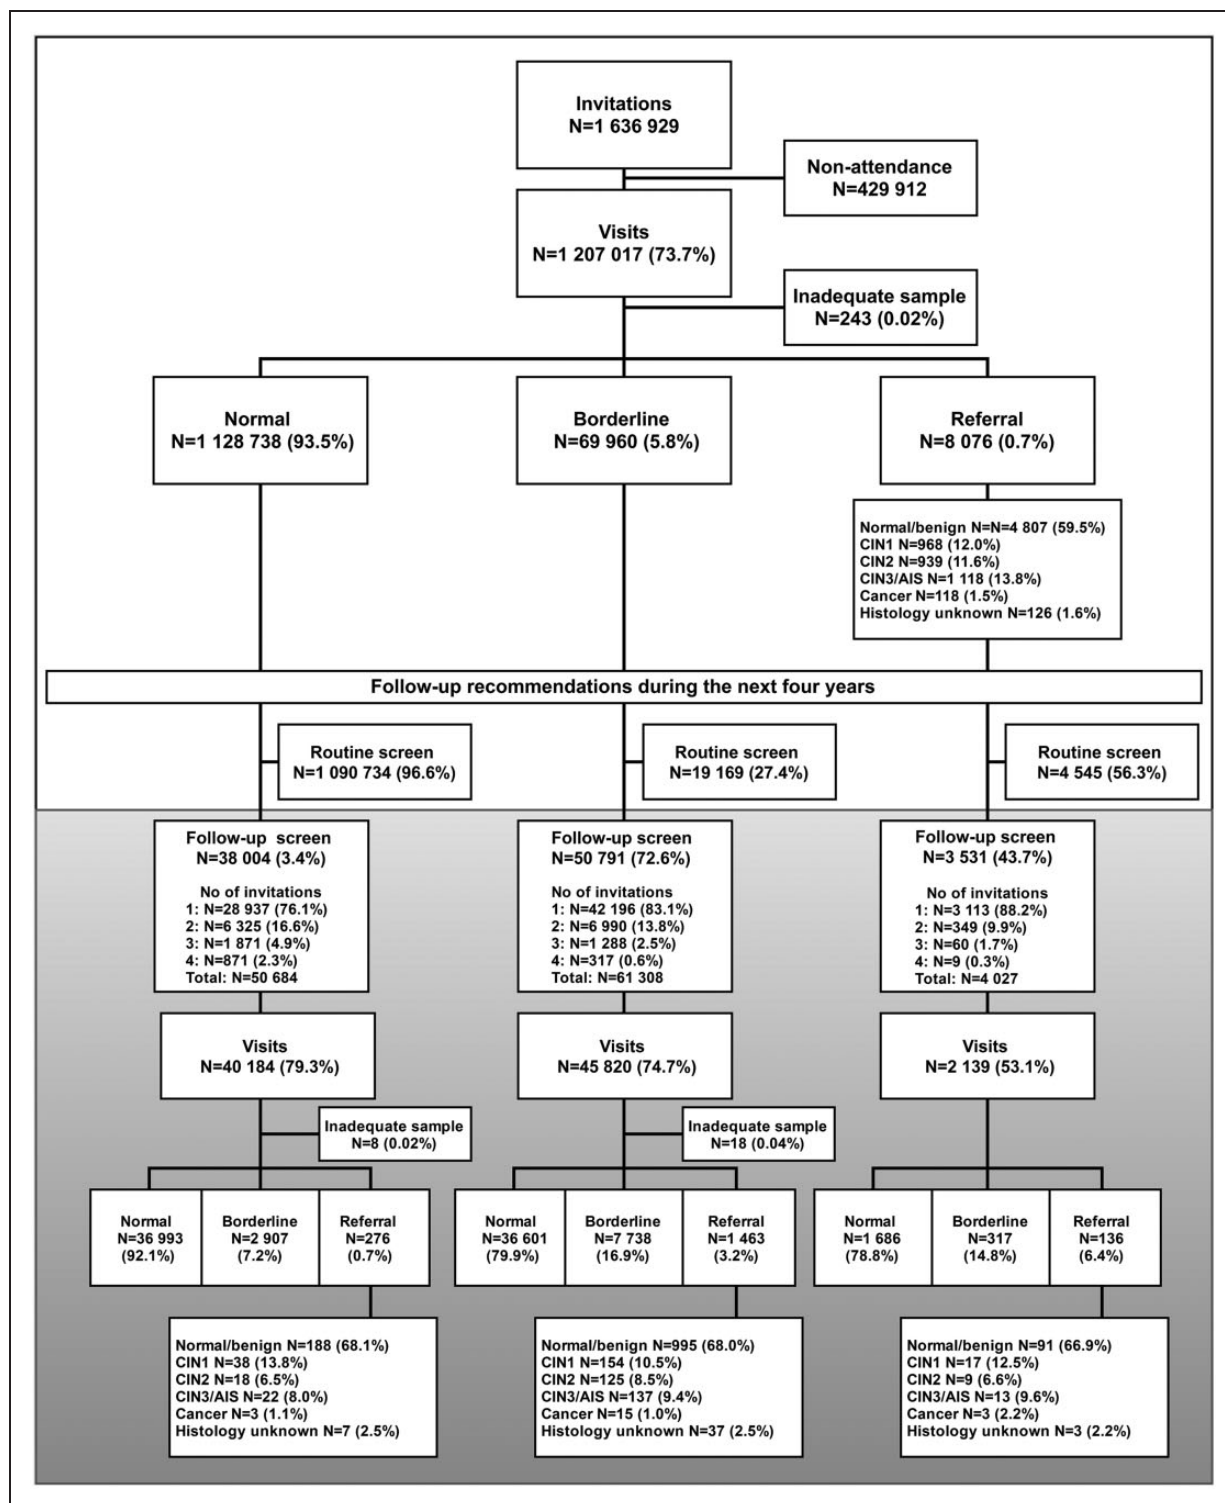 Invitations
N=1 636 929
Non-attendance
N=429 912
Visits
N=1 207 017 (73.7%)
Inadequate sample
N=243 (0.02%)
Normal
N=1 128 738 (93.5%)
Borderline
N=69 960 (5.8%)
Referral
N=8 076 (0.7%)
Normal/benign N=N=4 807 (59.5%)
CIN1 N=968 (12.0%)
CIN2 N=939 (11.6%)
CIN3/AIS N=1 118 (13.8%)
Cancer N=118 (1.5%)
Histology unknown N=126 (1.6%)
Follow-up recommendations during the next four years
Routine screen
N=1 090 734 (96.6%)
Routine screen
N=19 169 (27.4%)
Routine screen
N=4 545 (56.3%)
Follow-up screen
N=38 004 (3.4%)
No of invitations
1: N=28 937 (76.1%)
2: N=6 325 (16.6%)
3: N=1 871 (4.9%)
4: N=871 (2.3%)
Total: N=50 684
Follow-up screen
N=50 791 (72.6%)
No of invitations
1: N=42 196 (83.1%)
2: N=6 990 (13.8%)
3: N=1 288 (2.5%)
4: N=317 (0.6%)
Total: N=61 308
Follow-up screen
N=3 531 (43.7%)
No of invitations
1: N=3 113 (88.2%)
2: N=349 (9.9%)
3: N=60 (1.7%)
4: N=9 (0.3%)
Total: N=4 027
Visits
N=40 184 (79.3%)
Visits
N=45 820 (74.7%)
Visits
N=2 139 (53.1%)
Inadequate sample
N=8 (0.02%)
Inadequate sample
N=18 (0.04%)
Normal
N=36 993
(92.1%)
Borderline
N=2 907
(7.2%)
Referral
N=276
(0.7%)
Normal
N=36 601
(79.9%)
Borderline
N=7 738
(16.9%)
Referral
N=1 463
(3.2%)
Normal
N=1 686
(78.8%)
Borderline
N=317
(14.8%)
Referral
N=136
(6.4%)
Normal/benign N=188 (68.1%)
CIN1 N=38 (13.8%)
CIN2 N=18 (6.5%)
CIN3/AIS N=22 (8.0%)
Cancer N=3 (1.1%)
Histology unknown N=7 (2.5%)
Normal/benign N=995 (68.0%)
CIN1 N=154 (10.5%)
CIN2 N=125 (8.5%)
CIN3/AIS N=137 (9.4%)
Cancer N=15 (1.0%)
Histology unknown N=37 (2.5%)
Normal/benign N=91 (66.9%)
CIN1 N=17 (12.5%)
CIN2 N=9 (6.6%)
CIN3/AIS N=13 (9.6%)
Cancer N=3 (2.2%)
Histology unknown N=3 (2.2%)